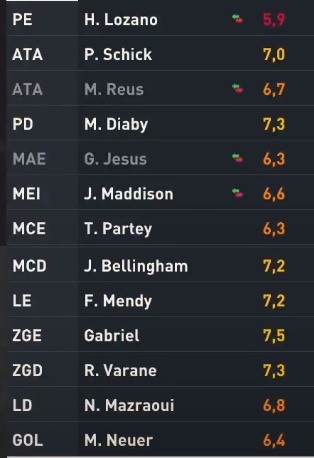 PE H. Lozano 5,9
ATA P. Schick 7,0
ATA M. Reus 6,7
PD M. Diaby 7,3
MAE G. Jesus 6,3
MEI J. Maddison 6,6
MCE T. Partey 6,3
MCD J. Bellingham 7,2
LE F. Mendy 7,2
ZGE Gabriel 7,5
ZGD R. Varane 7,3
LD N. Mazraoui 6,8
GOL M. Neuer 6,4